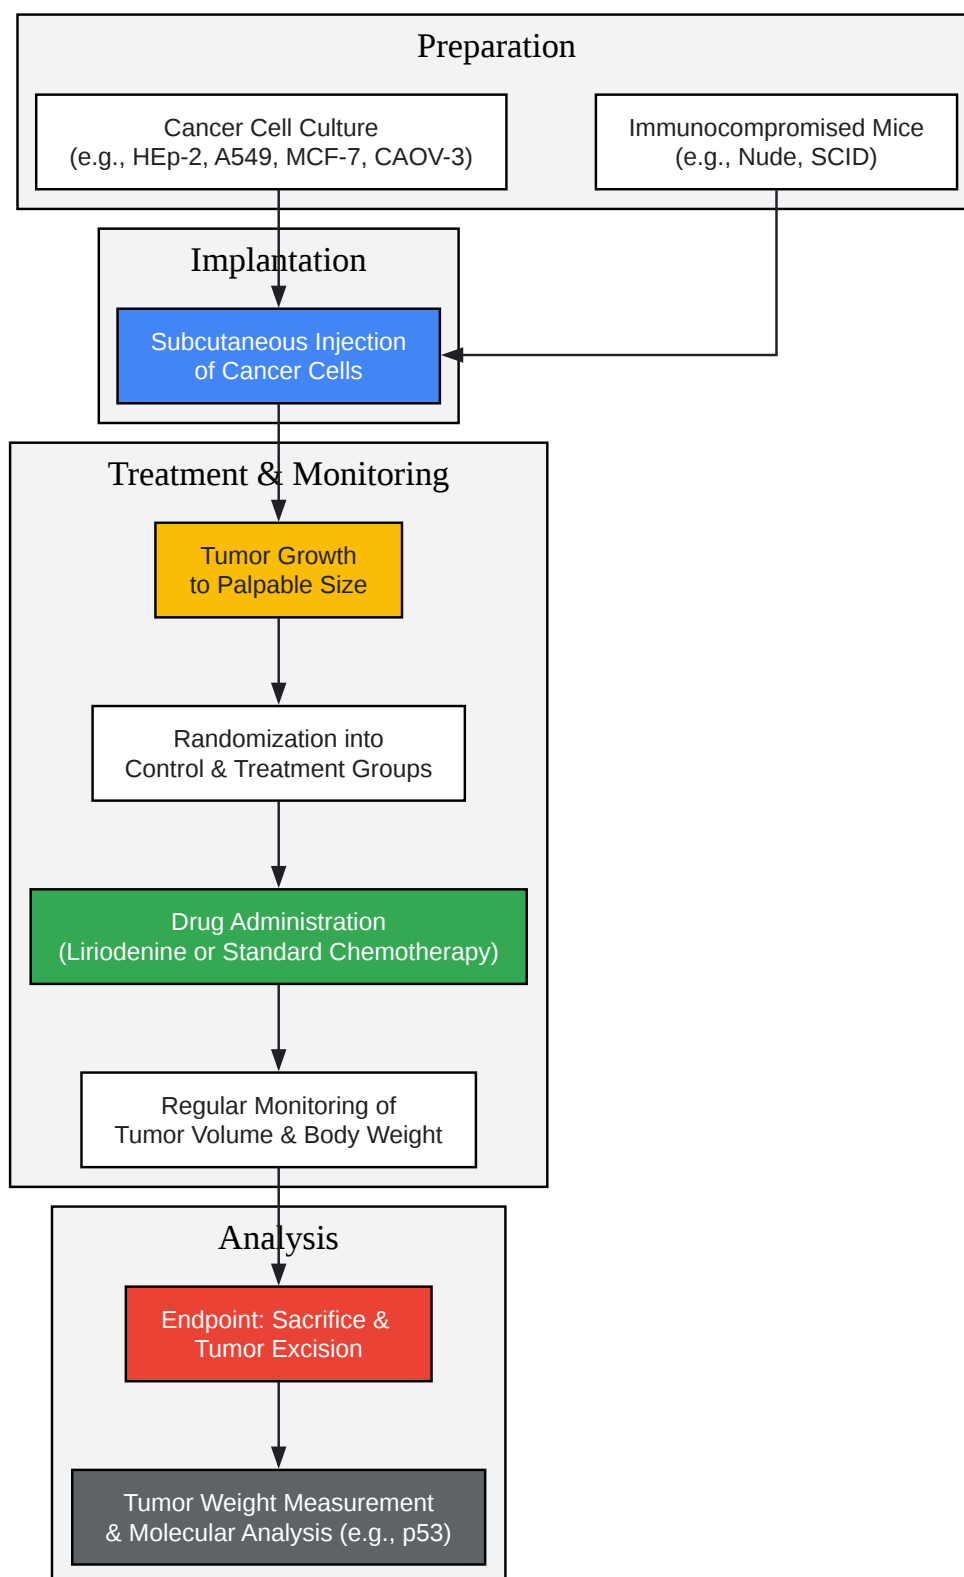 Preparation
Cancer Cell Culture
(e.g., HEp-2, A549, MCF-7, CAOV-3)
Immunocompromised Mice
(e.g., Nude, SCID)
Implantation
Subcutaneous Injection
of Cancer Cells
Treatment & Monitoring
Tumor Growth
to Palpable Size
Randomization into
Control & Treatment Groups
Drug Administration
(Liriodenine or Standard Chemotherapy)
Regular Monitoring of
Tumor Volume & Body Weight
Analysis
Endpoint: Sacrifice &
Tumor Excision
Tumor Weight Measurement
& Molecular Analysis (e.g., p53)